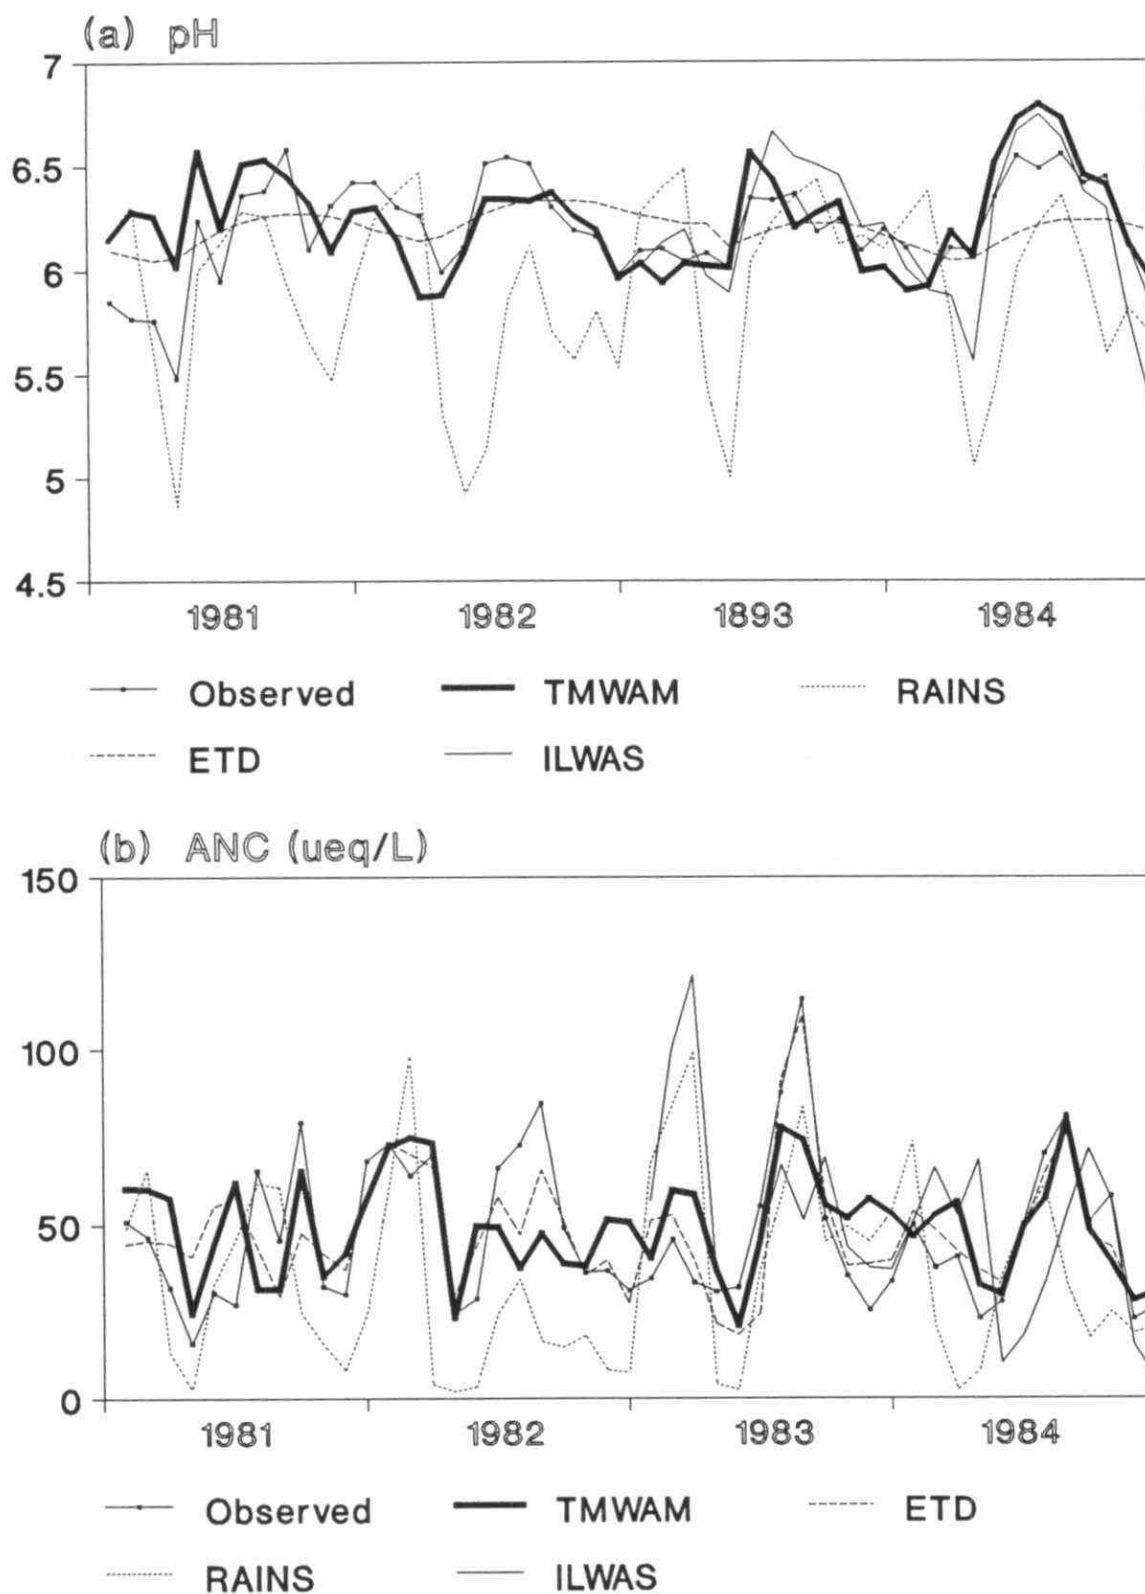 (a) pH
7
6.5
6
5.5
5
4.5
1981 1982 1893 1984
Observed TMWAM RAINS
ETD ILWAS
(b) ANC (ueq/L)
150
100
50
0
1981 1982 1983 1984
Observed TMWAM ETD
RAINS ILWAS